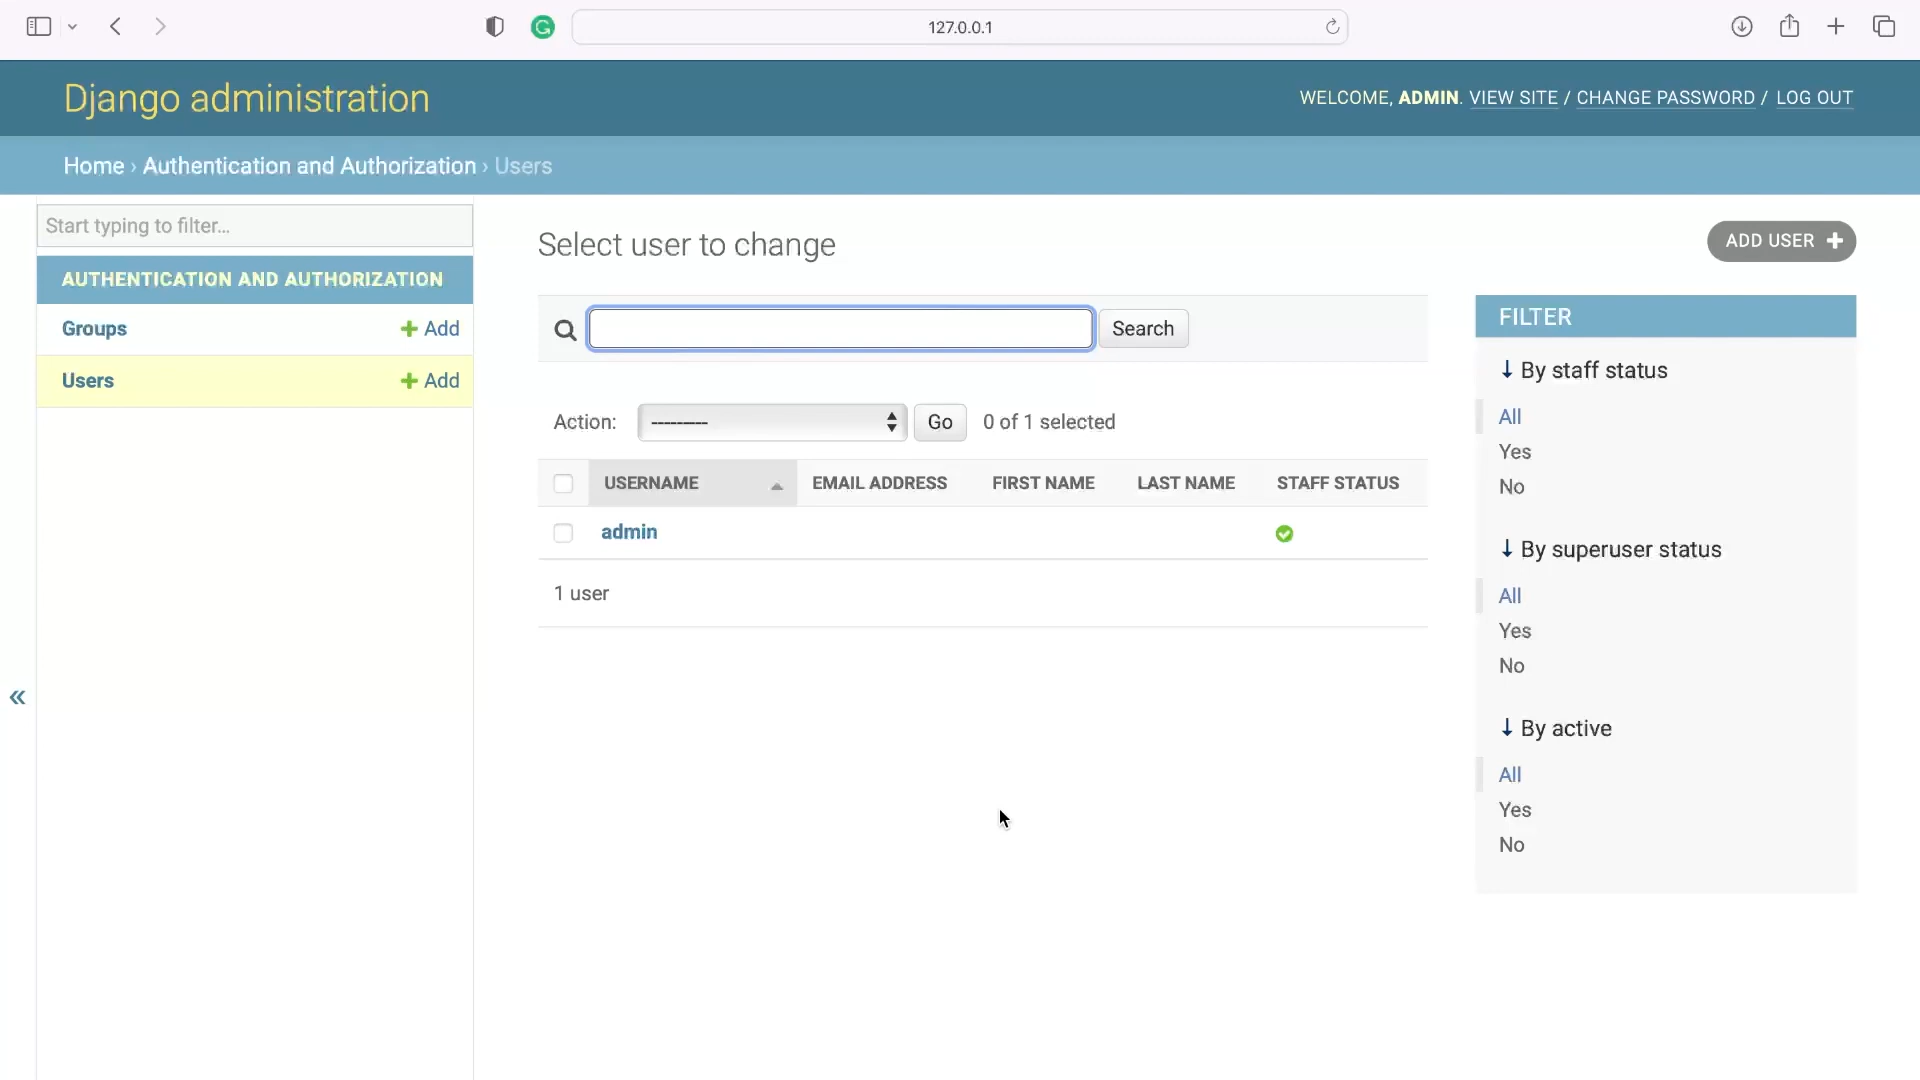 127.0.0.1
Django administration
WELCOME, ADMIN. VIEW SITE / CHANGE PASSWORD / LOG OUT
Home › Authentication and Authorization › Users
Start typing to filter...
AUTHENTICATION AND AUTHORIZATION
Groups + Add
Users + Add
«
Select user to change
ADD USER +
Search
Action: --------- Go 0 of 1 selected
USERNAME EMAIL ADDRESS FIRST NAME LAST NAME STAFF STATUS
admin
1 user
FILTER
↓ By staff status
All
Yes
No
↓ By superuser status
All
Yes
No
↓ By active
All
Yes
No